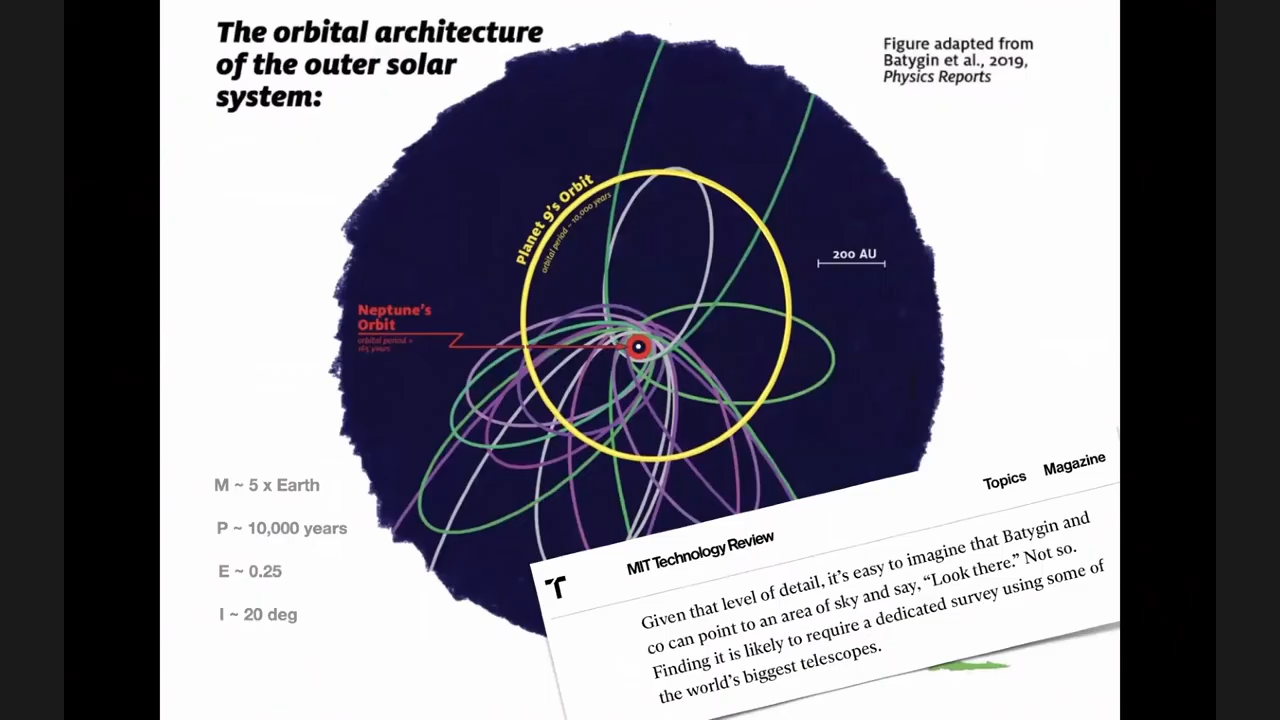 The orbital architecture
of the outer solar
system:
Figure adapted from
Batygin et al., 2019,
Physics Reports
Planet 9's Orbit
orbital period ~ 10,000 years
200 AU
Neptune's
Orbit
orbital period =
165 years
M ~ 5 x Earth
P ~ 10,000 years
E ~ 0.25
I ~ 20 deg
Topics Magazine
MIT Technology Review
Given that level of detail, it's easy to imagine that Batygin and
co can point to an area of sky and say, “Look there.” Not so.
Finding it is likely to require a dedicated survey using some of
the world's biggest telescopes.